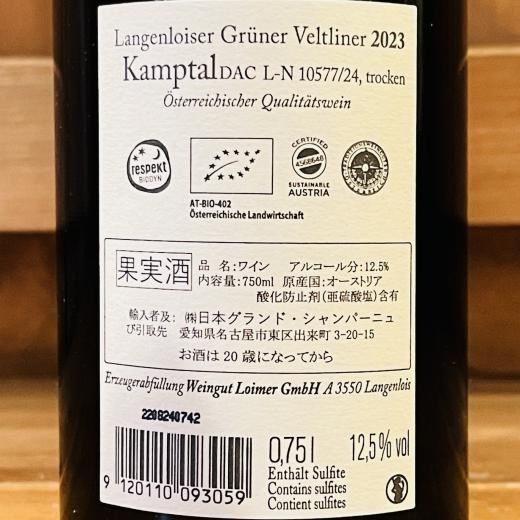 Langenloiser Grüner Veltliner 2023
Kamptal DAC L-N 10577/24, trocken
Österreichischer Qualitätswein
respekt
BIODYN
CERTIFIED
4568648
SUSTAINABLE
AUSTRIA
AT-BIO-402
Österreichische Landwirtschaft
果実酒
品 名:ワイン アルコール分:12.5%
内容量:750ml 原産国:オーストリア
酸化防止剤(亜硫酸塩)含有
輸入者及: ㈱日本グランド・シャンパーニュ
び引取先 愛知県名古屋市東区出来町 3-20-15
お酒は20歳になってから
Erzeugerabfüllung Weingut Loimer GmbH A 3550 Langenlois
2208240742
0,75l 12,5% vol
Enthält Sulfite
Contains sulfites
Contient sulfites
9 120110 093059